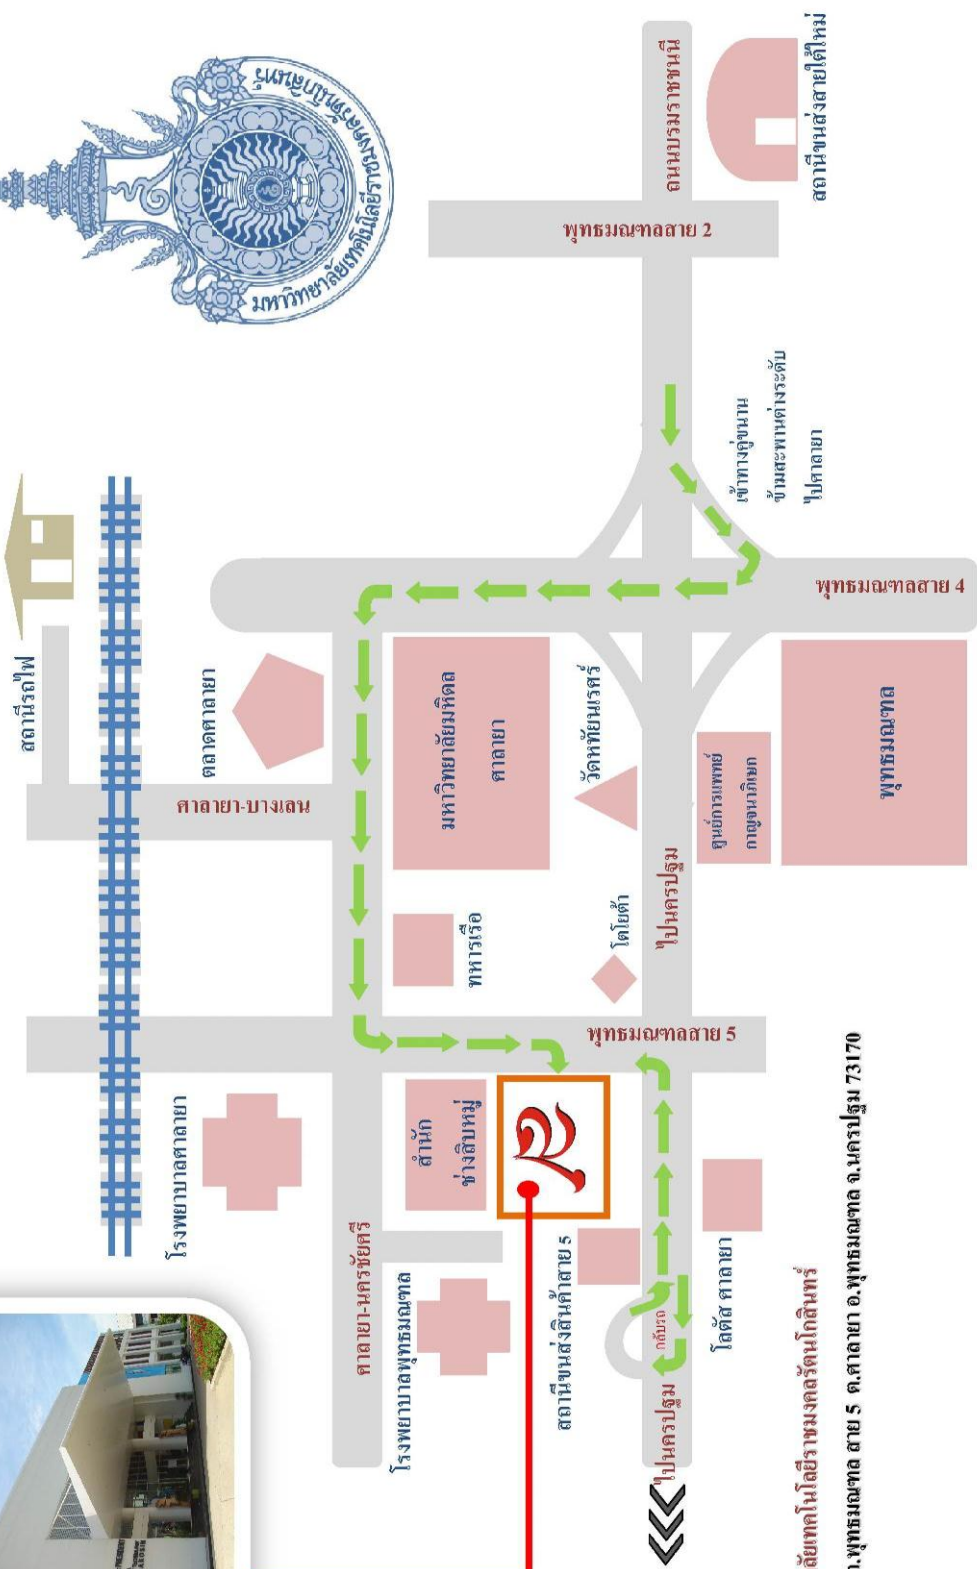 มหาวิทยาลัยเทคโนโลยีราชมงคลรัตนโกสินทร์
สถานีรถไฟ
ตลาดศาลายา
ศาลายา-บางเลน
โรงพยาบาลศาลายา
ศาลายา-นครชัยศรี
โรงพยาบาลพุทธมณฑล
สำนัก
ช่างสิบหมู่
ทหารเรือ
มหาวิทยาลัยมหิดล
ศาลายา
วัดหทัยนเรศร์
โตโยต้า
ส
สถานีขนส่งสินค้าสาย 5
พุทธมณฑลสาย 5
พุทธมณฑลสาย 2
ถนนบรมราชชนนี
สถานีขนส่งสายใต้ใหม่
เข้าทางคู่ขนาน
ข้ามสะพานต่างระดับ
ไปศาลายา
พุทธมณฑลสาย 4
ไปนครปฐม
ศูนย์การแพทย์
กาญจนาภิเษก
พุทธมณฑล
กลับรถ
ไปนครปฐม
โลตัส ศาลายา
ลัยเทคโนโลยีราชมงคลรัตนโกสินทร์
ถ.พุทธมณฑล สาย 5 ต.ศาลายา อ.พุทธมณฑล จ.นครปฐม 73170